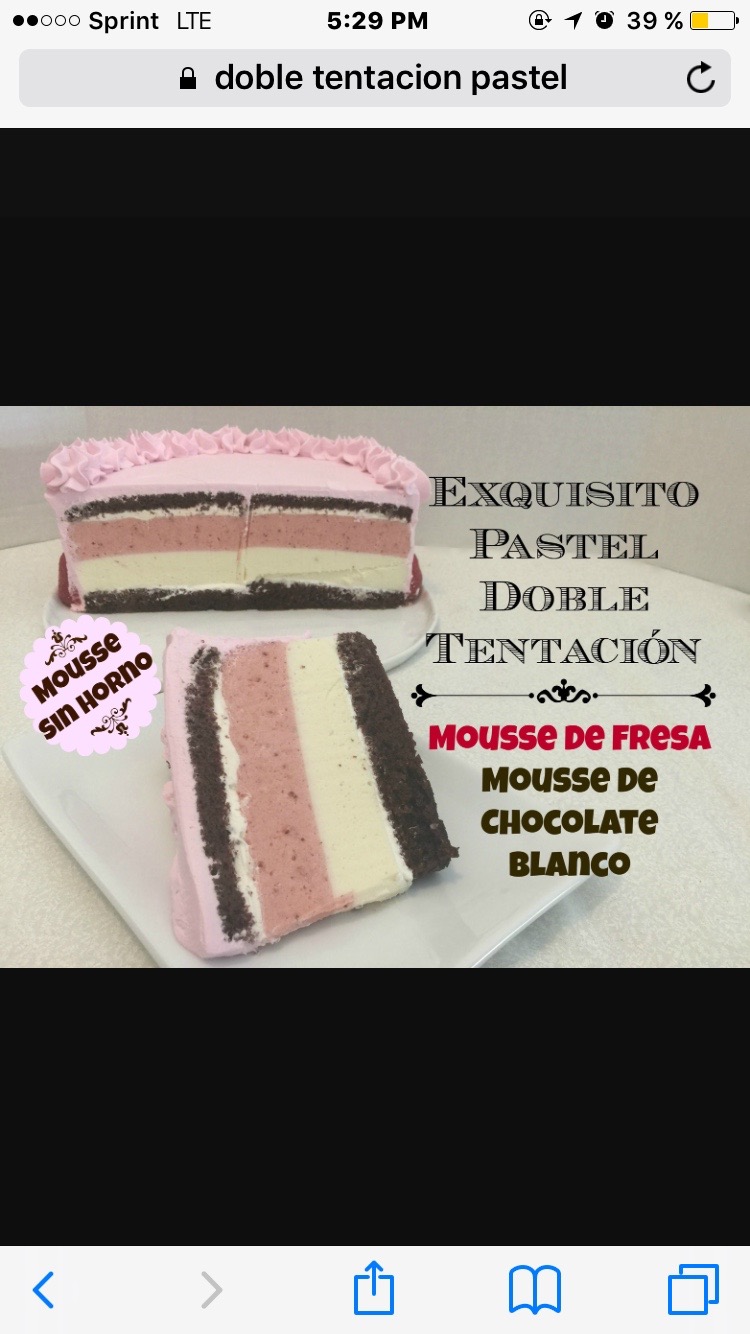 Sprint LTE 5:29 PM 39 %
doble tentacion pastel
Exquisito
Pastel
Doble
Tentación
Mousse de Fresa
Mousse de
Chocolate
Blanco
Mousse
sin horno